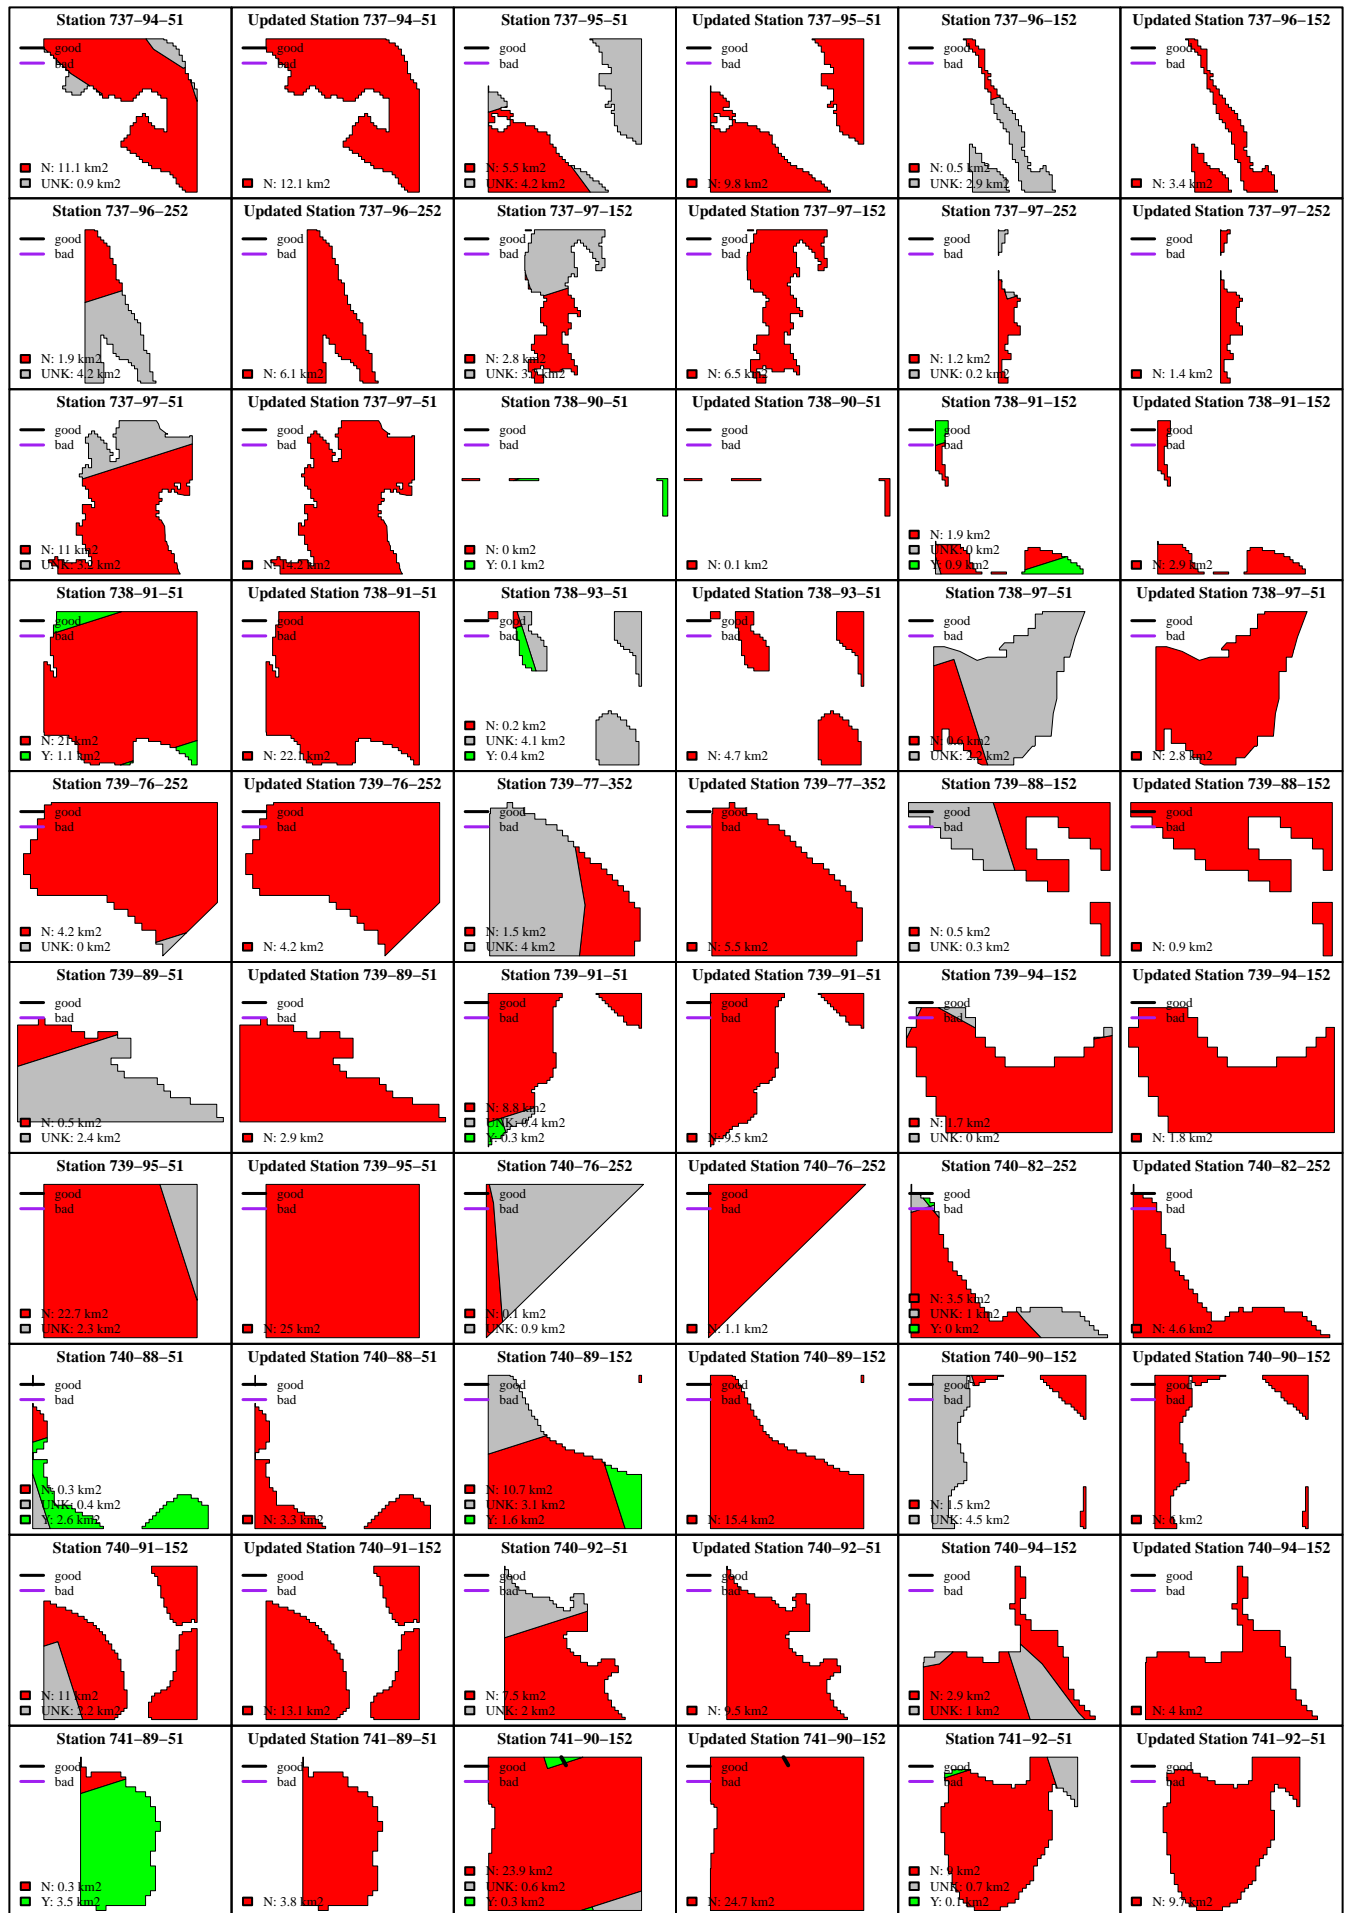 Station 737−94−51
good
bad
N: 11.1 km2
UNK: 0.9 km2
Updated Station 737−94−51
good
bad
N: 12.1 km2
Station 737−95−51
good
bad
N: 5.5 km2
UNK: 4.2 km2
Updated Station 737−95−51
good
bad
N: 9.8 km2
Station 737−96−152
good
bad
N: 0.5 km2
UNK: 2.9 km2
Updated Station 737−96−152
good
bad
N: 3.4 km2
Station 737−96−252
good
bad
N: 1.9 km2
UNK: 4.2 km2
Updated Station 737−96−252
good
bad
N: 6.1 km2
Station 737−97−152
good
bad
N: 2.8 km2
UNK: 3. km2
Updated Station 737−97−152
good
bad
N: 6.5 km2
Station 737−97−252
good
bad
N: 1.2 km2
UNK: 0.2 km2
Updated Station 737−97−252
good
bad
N: 1.4 km2
Station 737−97−51
good
bad
N: 11 km2
UNK: 3.2 km2
Updated Station 737−97−51
good
bad
N: 14.2 km2
Station 738−90−51
good
bad
N: 0 km2
Y: 0.1 km2
Updated Station 738−90−51
good
bad
N: 0.1 km2
Station 738−91−152
good
bad
N: 1.9 km2
UNK: 0 km2
Y: 0.9 km2
Updated Station 738−91−152
good
bad
N: 2.9 km2
Station 738−91−51
good
bad
N: 21 km2
Y: 1.1 km2
Updated Station 738−91−51
good
bad
N: 22.1 km2
Station 738−93−51
good
bad
N: 0.2 km2
UNK: 4.1 km2
Y: 0.4 km2
Updated Station 738−93−51
good
bad
N: 4.7 km2
Station 738−97−51
good
bad
N: 0.6 km2
UNK: 2.2 km2
Updated Station 738−97−51
good
bad
N: 2.8 km2
Station 739−76−252
good
bad
N: 4.2 km2
UNK: 0 km2
Updated Station 739−76−252
good
bad
N: 4.2 km2
Station 739−77−352
good
bad
N: 1.5 km2
UNK: 4 km2
Updated Station 739−77−352
good
bad
N: 5.5 km2
Station 739−88−152
good
bad
N: 0.5 km2
UNK: 0.3 km2
Updated Station 739−88−152
good
bad
N: 0.9 km2
Station 739−89−51
good
bad
N: 0.5 km2
UNK: 2.4 km2
Updated Station 739−89−51
good
bad
N: 2.9 km2
Station 739−91−51
good
bad
N: 8.8 km2
UNK: 0.4 km2
Y: 0.3 km2
Updated Station 739−91−51
good
bad
N: 9.5 km2
Station 739−94−152
good
bad
N: 1.7 km2
UNK: 0 km2
Updated Station 739−94−152
good
bad
N: 1.8 km2
Station 739−95−51
good
bad
N: 22.7 km2
UNK: 2.3 km2
Updated Station 739−95−51
good
bad
N: 25 km2
Station 740−76−252
good
bad
N: 0.1 km2
UNK: 0.9 km2
Updated Station 740−76−252
good
bad
N: 1.1 km2
Station 740−82−252
good
bad
N: 3.5 km2
UNK: 1 km2
Y: 0 km2
Updated Station 740−82−252
good
bad
N: 4.6 km2
Station 740−88−51
good
bad
N: 0.3 km2
UNK: 0.4 km2
Y: 2.6 km2
Updated Station 740−88−51
good
bad
N: 3.3 km2
Station 740−89−152
good
bad
N: 10.7 km2
UNK: 3.1 km2
Y: 1.6 km2
Updated Station 740−89−152
good
bad
N: 15.4 km2
Station 740−90−152
good
bad
N: 1.5 km2
UNK: 4.5 km2
Updated Station 740−90−152
good
bad
N: 6 km2
Station 740−91−152
good
bad
N: 11 km2
UNK: 2.2 km2
Updated Station 740−91−152
good
bad
N: 13.1 km2
Station 740−92−51
good
bad
N: 7.5 km2
UNK: 2 km2
Updated Station 740−92−51
good
bad
N: 9.5 km2
Station 740−94−152
good
bad
N: 2.9 km2
UNK: 1 km2
Updated Station 740−94−152
good
bad
N: 4 km2
Station 741−89−51
good
bad
N: 0.3 km2
Y: 3.5 km2
Updated Station 741−89−51
good
bad
N: 3.8 km2
Station 741−90−152
good
bad
N: 23.9 km2
UNK: 0.6 km2
Y: 0.3 km2
Updated Station 741−90−152
good
bad
N: 24.7 km2
Station 741−92−51
good
bad
N: 9 km2
UNK: 0.7 km2
Y: 0.1 km2
Updated Station 741−92−51
good
bad
N: 9.7 km2